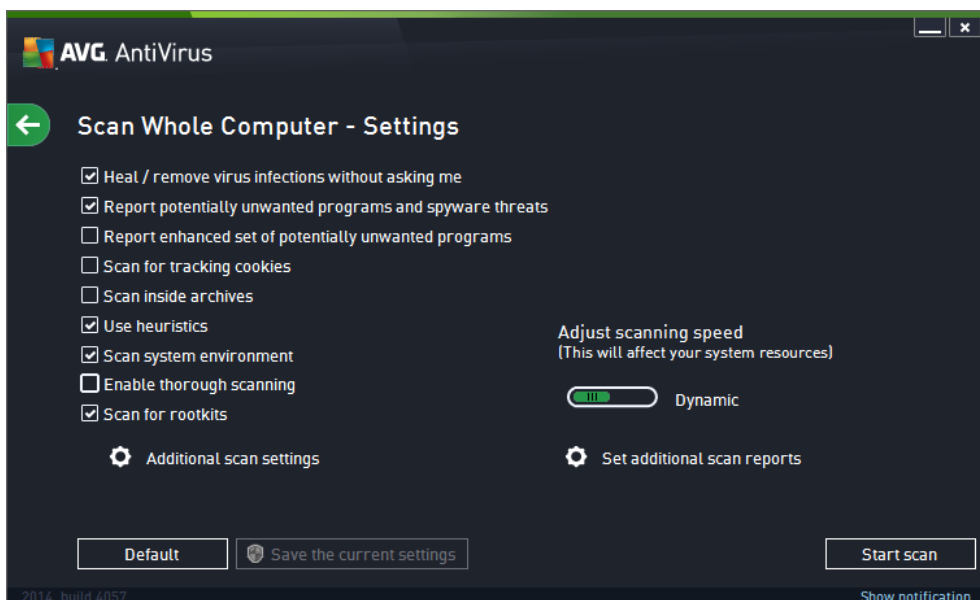 AVG. AntiVirus
Scan Whole Computer - Settings
Heal / remove virus infections without asking me
Report potentially unwanted programs and spyware threats
Report enhanced set of potentially unwanted programs
Scan for tracking cookies
Scan inside archives
Use heuristics
Scan system environment
Enable thorough scanning
Scan for rootkits
Additional scan settings
Adjust scanning speed
(This will affect your system resources)
Dynamic
Set additional scan reports
Default
Save the current settings
Start scan
2014 build 4057
Show notification